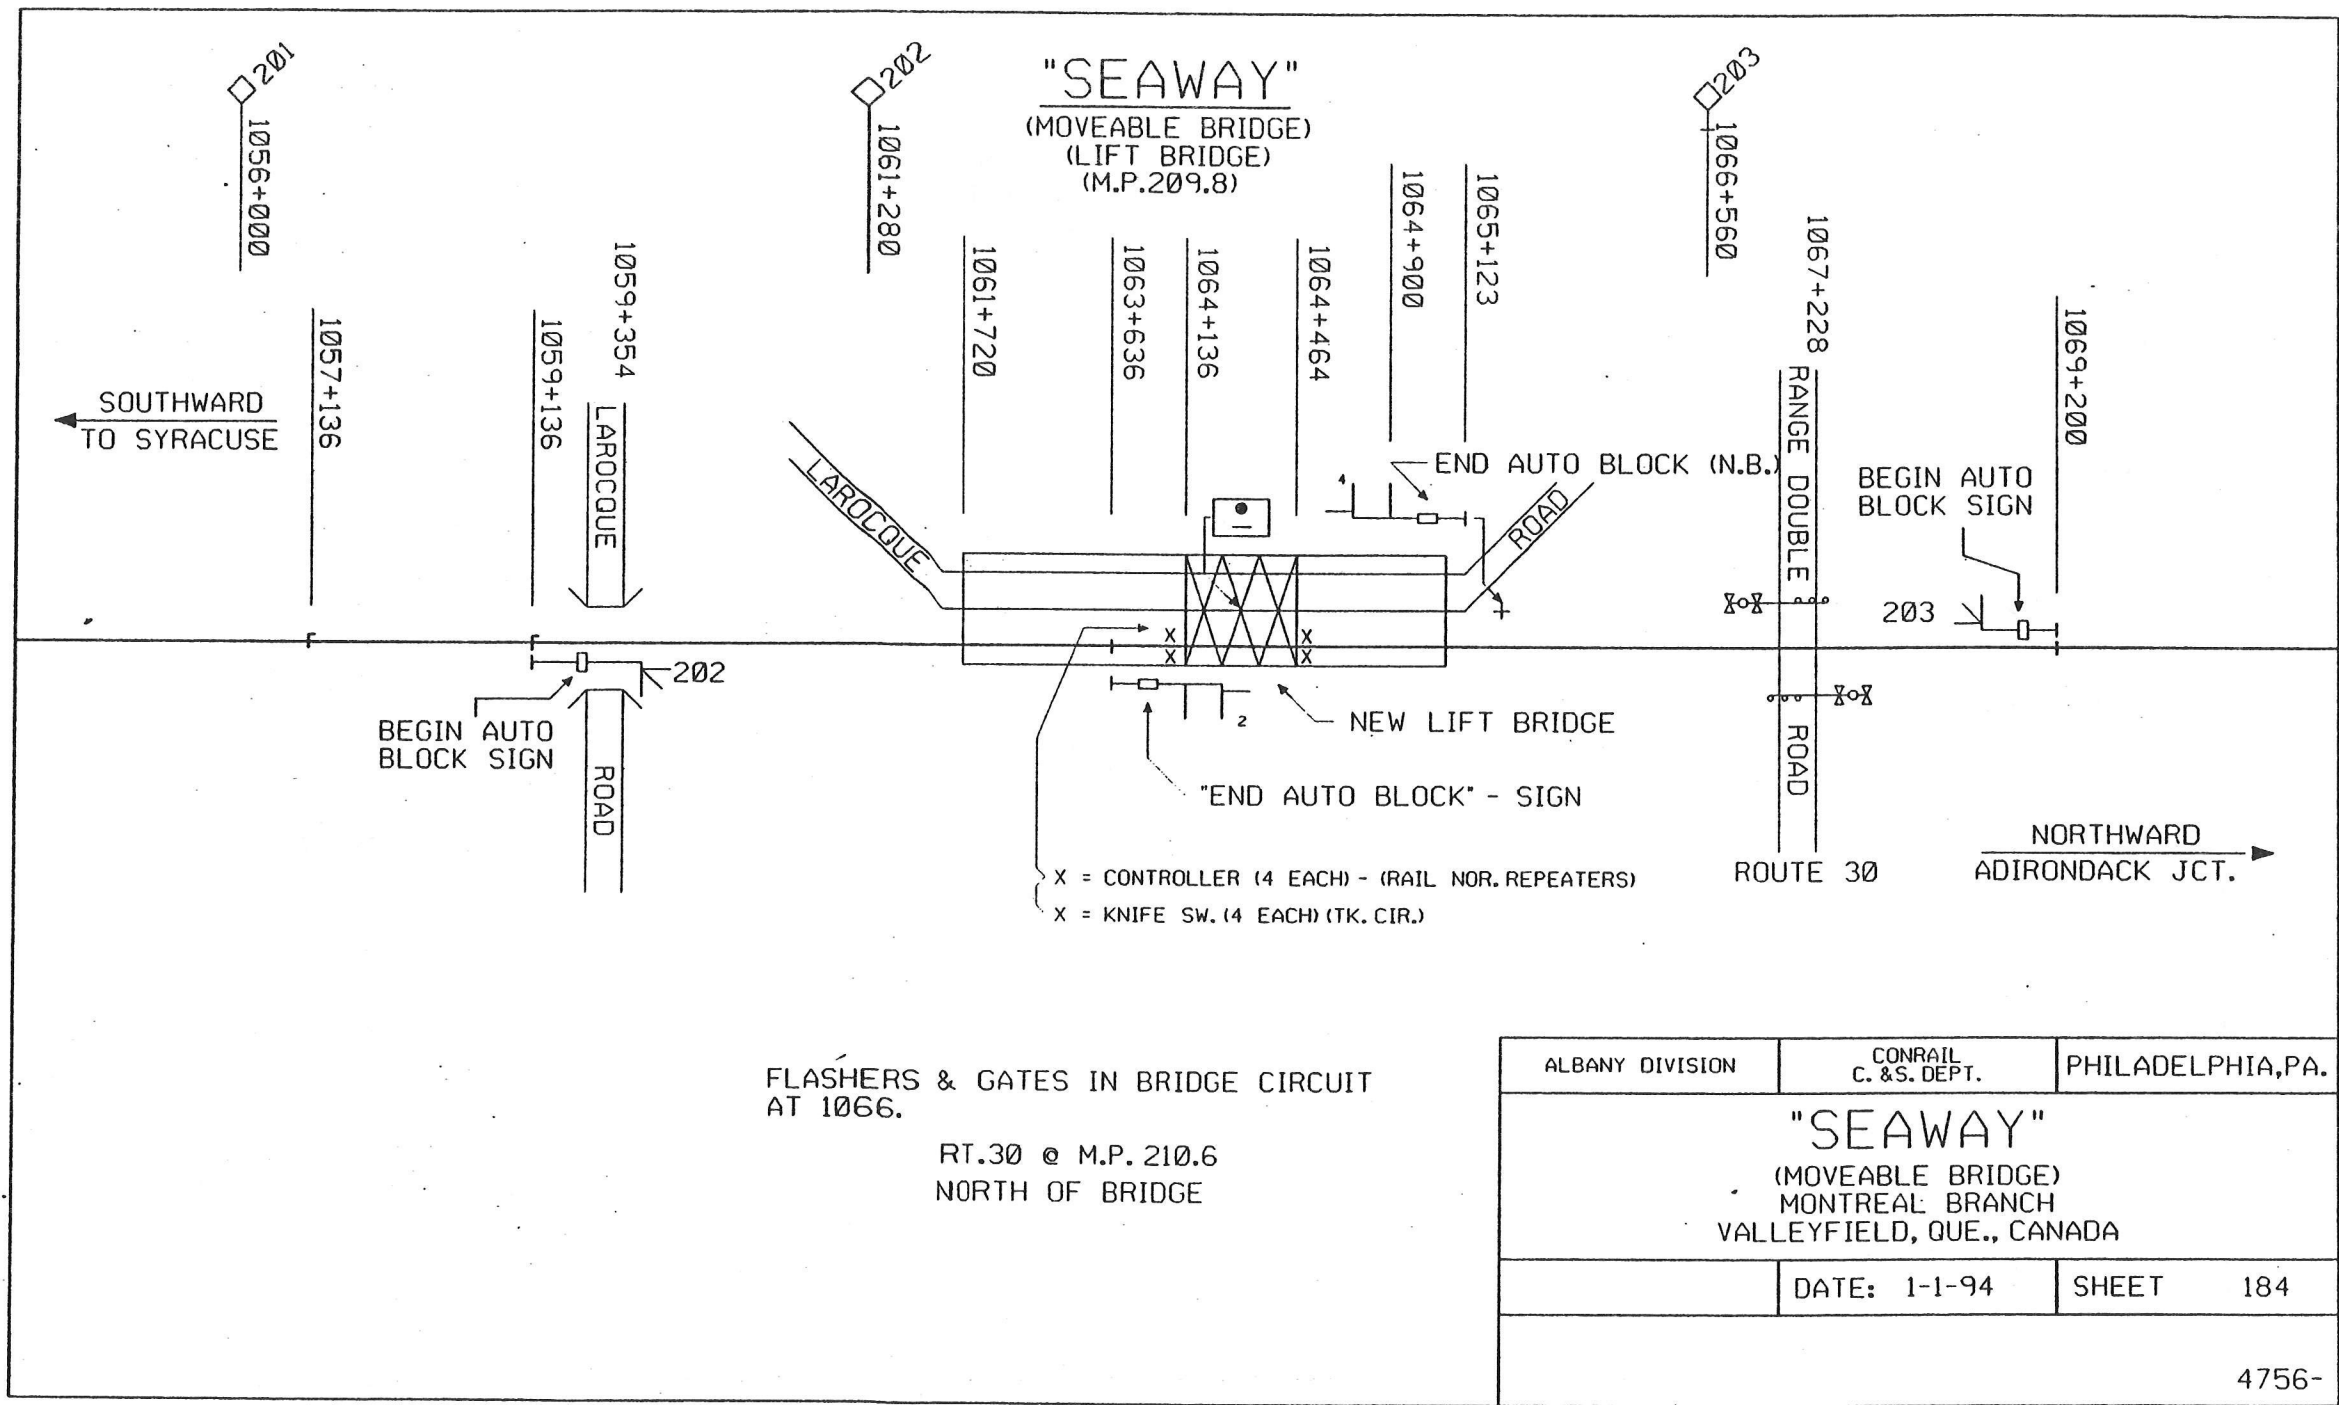 201
202
203
"SEAWAY"
(MOVEABLE BRIDGE)
(LIFT BRIDGE)
(M.P.209.8)
1056+000
1061+280
1066+560
1064+900
1065+123
1067+228
1059+354
1061+720
1063+636
1064+136
1064+464
1057+136
1059+136
1069+200
SOUTHWARD
TO SYRACUSE
LAROCQUE
LAROCQUE
END AUTO BLOCK (N.B.)
4
ROAD
RANGE DOUBLE
BEGIN AUTO
BLOCK SIGN
203
X
X
X
X
202
BEGIN AUTO
BLOCK SIGN
2
NEW LIFT BRIDGE
ROAD
ROAD
"END AUTO BLOCK" - SIGN
NORTHWARD
ADIRONDACK JCT.
ROUTE 30
X = CONTROLLER (4 EACH) - (RAIL NOR. REPEATERS)
X = KNIFE SW. (4 EACH) (TK. CIR.)
FLASHERS & GATES IN BRIDGE CIRCUIT
AT 1066.
RT.30 @ M.P. 210.6
NORTH OF BRIDGE
ALBANY DIVISION
CONRAIL
C. &S. DEPT.
PHILADELPHIA,PA.
"SEAWAY"
(MOVEABLE BRIDGE)
MONTREAL BRANCH
VALLEYFIELD, QUE., CANADA
DATE: 1-1-94
SHEET 184
4756-